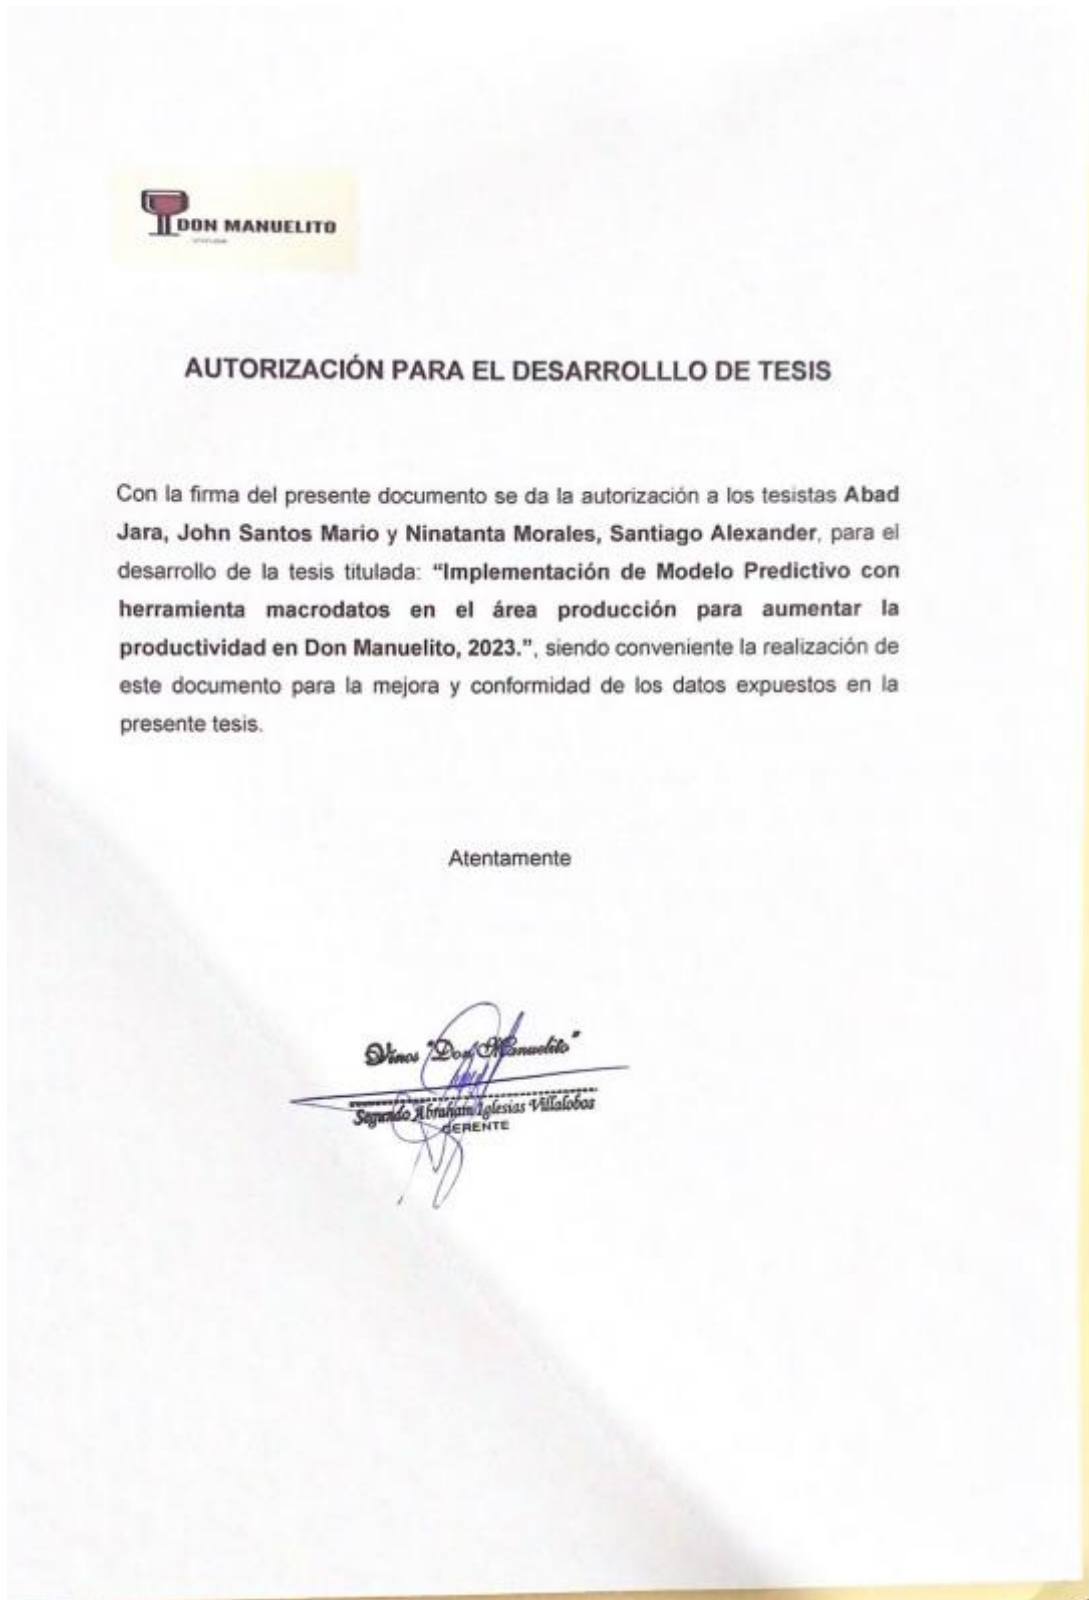 DON MANUELITO
AUTORIZACIÓN PARA EL DESARROLLLO DE TESIS
Con la firma del presente documento se da la autorización a los tesistas Abad
Jara, John Santos Mario y Ninatanta Morales, Santiago Alexander, para el
desarrollo de la tesis titulada: “Implementación de Modelo Predictivo con
herramienta macrodatos en el área producción para aumentar la
productividad en Don Manuelito, 2023.”, siendo conveniente la realización de
este documento para la mejora y conformidad de los datos expuestos en la
presente tesis.
Atentamente
Vinos "Don Manuelito"
Segundo Abraham Iglesias Villalobos
GERENTE